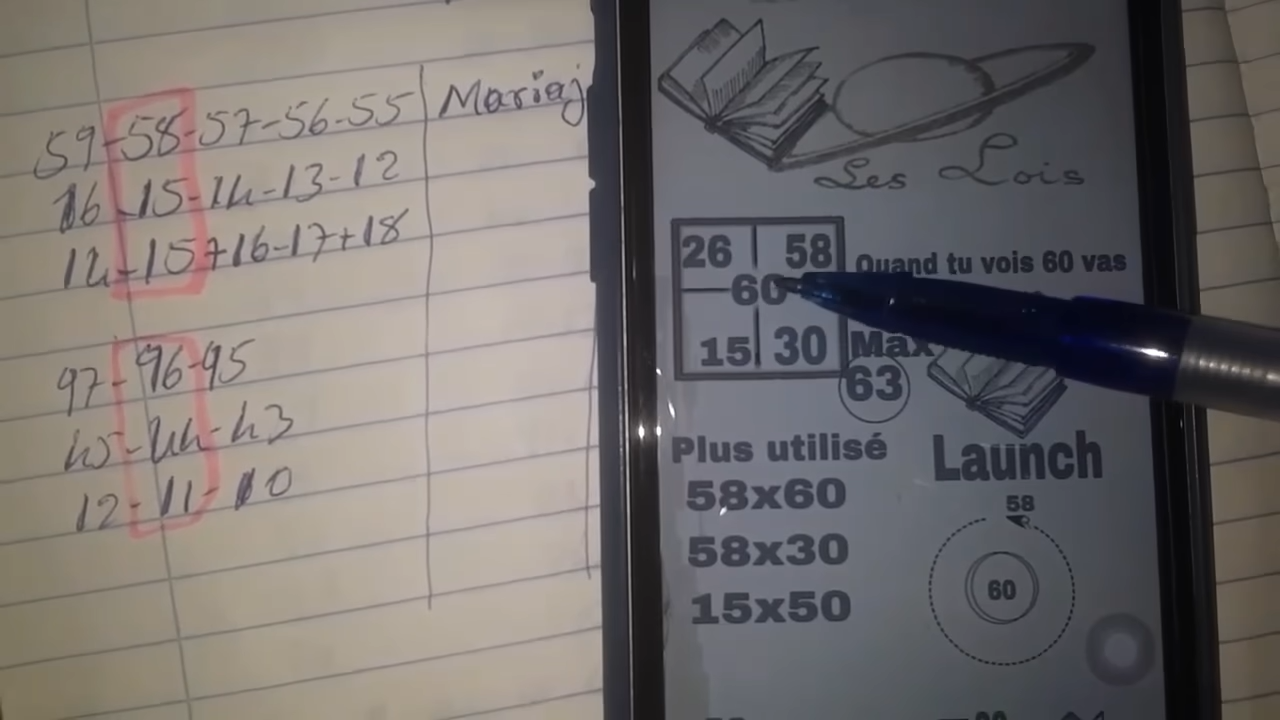 59-58-57-56-55
16-15-14-13-12
14-15+16-17+18
97-96-95
45-44-43
12-11-10
Mariaj
Les Lois
26 58
60
15 30
Quand tu vois 60 vas
Max
63
Plus utilisé
58x60
58x30
15x50
Launch
58
60